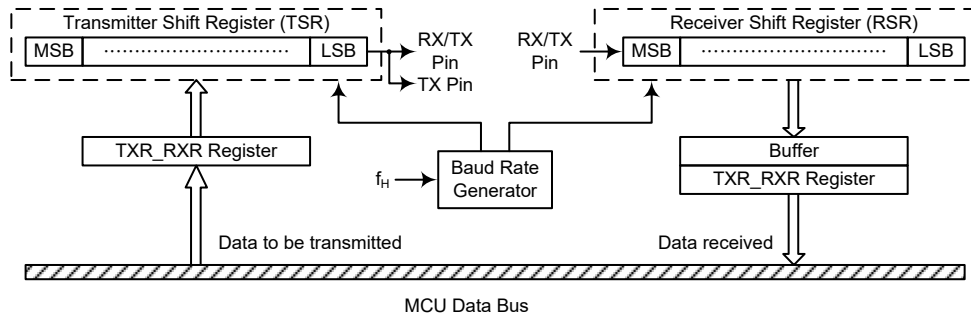 Transmitter Shift Register (TSR)
MSB
LSB
RX/TX
Pin
TX Pin
RX/TX
Pin
Receiver Shift Register (RSR)
MSB
LSB
TXR_RXR Register
fH
Baud Rate
Generator
Buffer
TXR_RXR Register
Data to be transmitted
Data received
MCU Data Bus